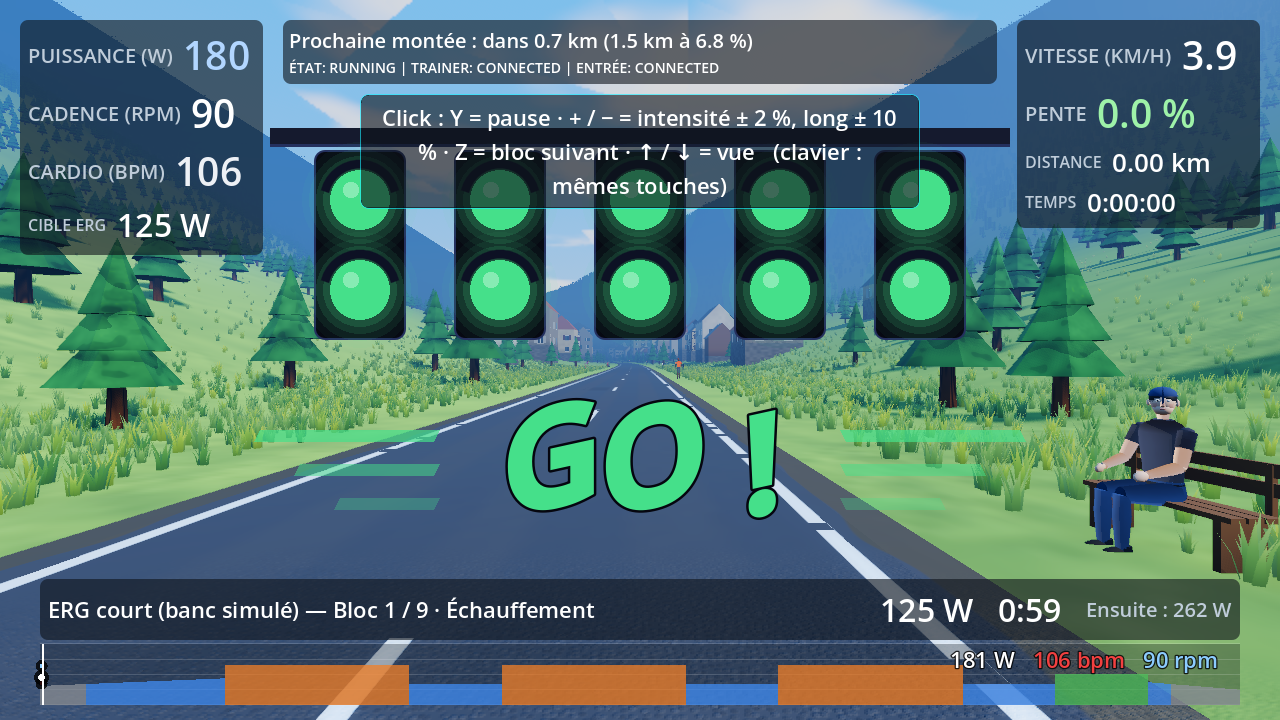 PUISSANCE (W) 180
CADENCE (RPM) 90
CARDIO (BPM) 106
CIBLE ERG 125 W
Prochaine montée : dans 0.7 km (1.5 km à 6.8 %)
ÉTAT: RUNNING | TRAINER: CONNECTED | ENTRÉE: CONNECTED
Click : Y = pause · + / − = intensité ± 2 %, long ± 10
% · Z = bloc suivant · ↑ / ↓ = vue (clavier :
mêmes touches)
VITESSE (KM/H) 3.9
PENTE 0.0 %
DISTANCE 0.00 km
TEMPS 0:00:00
GO !
ERG court (banc simulé) — Bloc 1 / 9 · Échauffement
125 W 0:59 Ensuite : 262 W
181 W 106 bpm 90 rpm